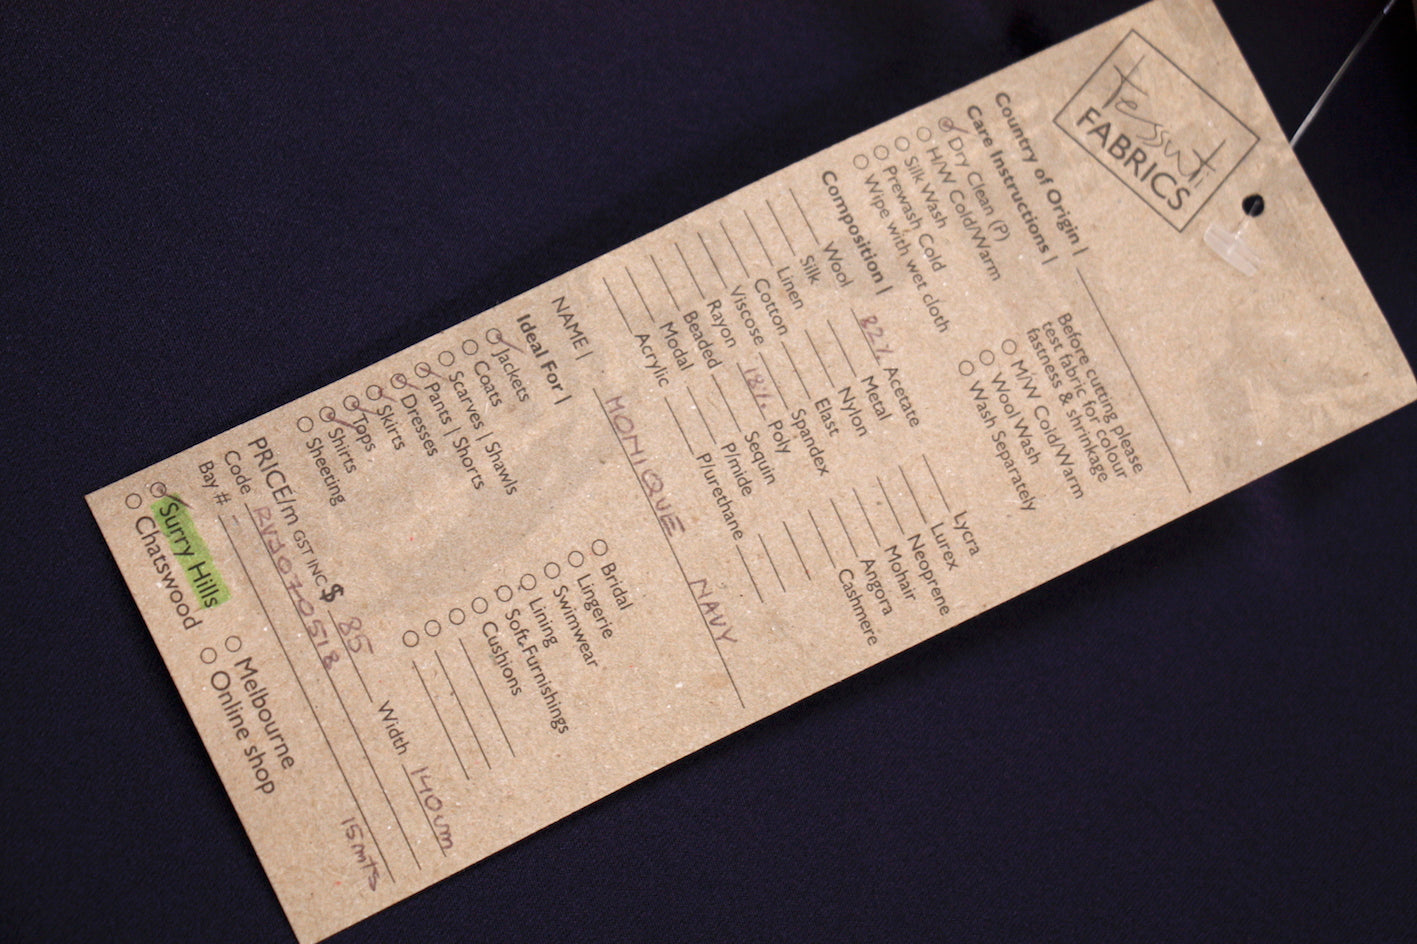 tessuti
FABRICS
Country of Origin |
Care Instructions |
Dry Clean (P)
H/W Cold/Warm
Silk Wash
Prewash Cold
Wipe with wet cloth
Before cutting please
test fabric for colour
fastness & shrinkage
M/W Cold/Warm
Wool Wash
Wash Separately
Composition |
Wool
Silk
Linen
Cotton
Viscose
Rayon
Beaded
Modal
Acrylic
82% Acetate
Metal
Nylon
Elast
Spandex
18% Poly
Sequin
P/mide
P/urethane
Lycra
Lurex
Neoprene
Mohair
Angora
Cashmere
NAME | MONIQUE NAVY
Ideal For |
Jackets
Coats
Scarves | Shawls
Pants | Shorts
Dresses
Skirts
Tops
Shirts
Sheeting
Bridal
Lingerie
Swimwear
Lining
Soft Furnishings
Cushions
PRICE/m GST INC $ 85 Width 140cm
Code RV1070518
Bay # 15mts
Surry Hills
Chatswood
Melbourne
Online shop